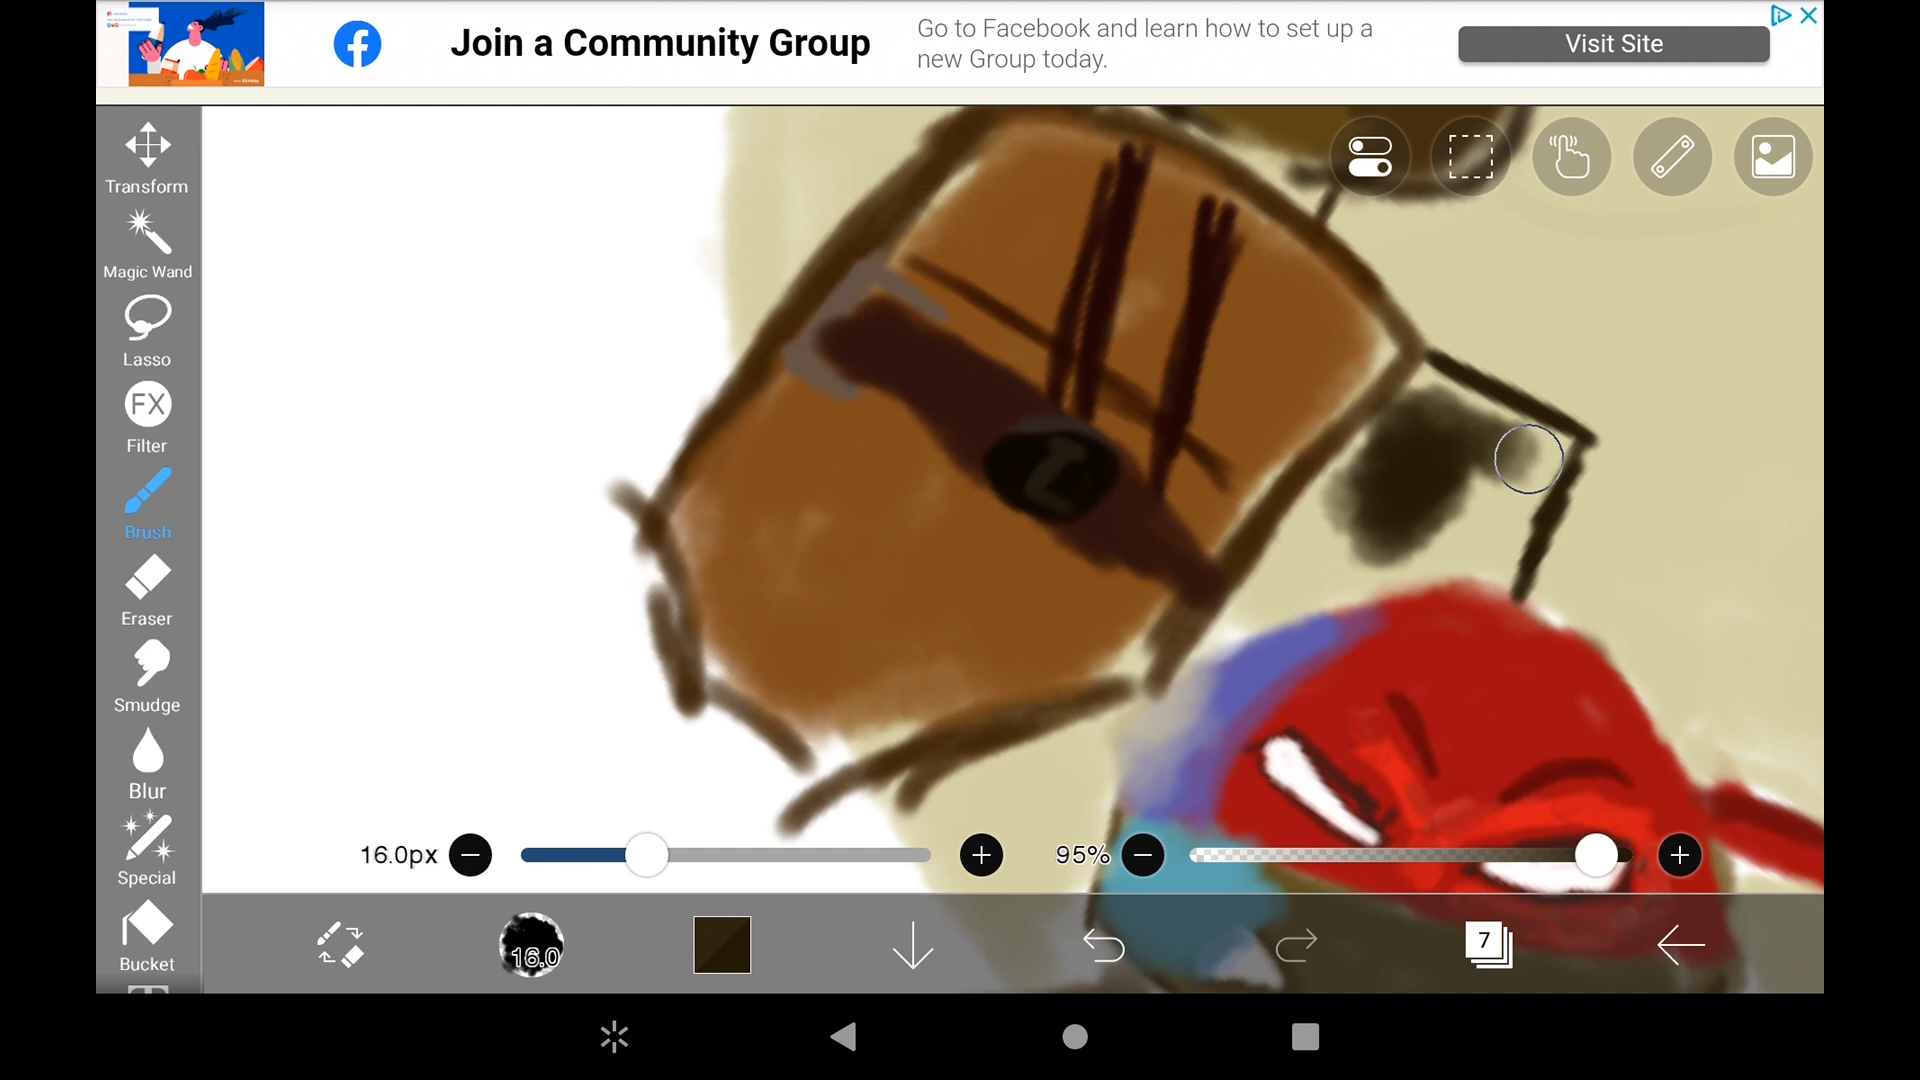 Join a Community Group
Go to Facebook and learn how to set up a
new Group today.
Visit Site
Transform
Magic Wand
Lasso
FX
Filter
Brush
Eraser
Smudge
Blur
Special
Bucket
L
16.0px
95%
16.0
7